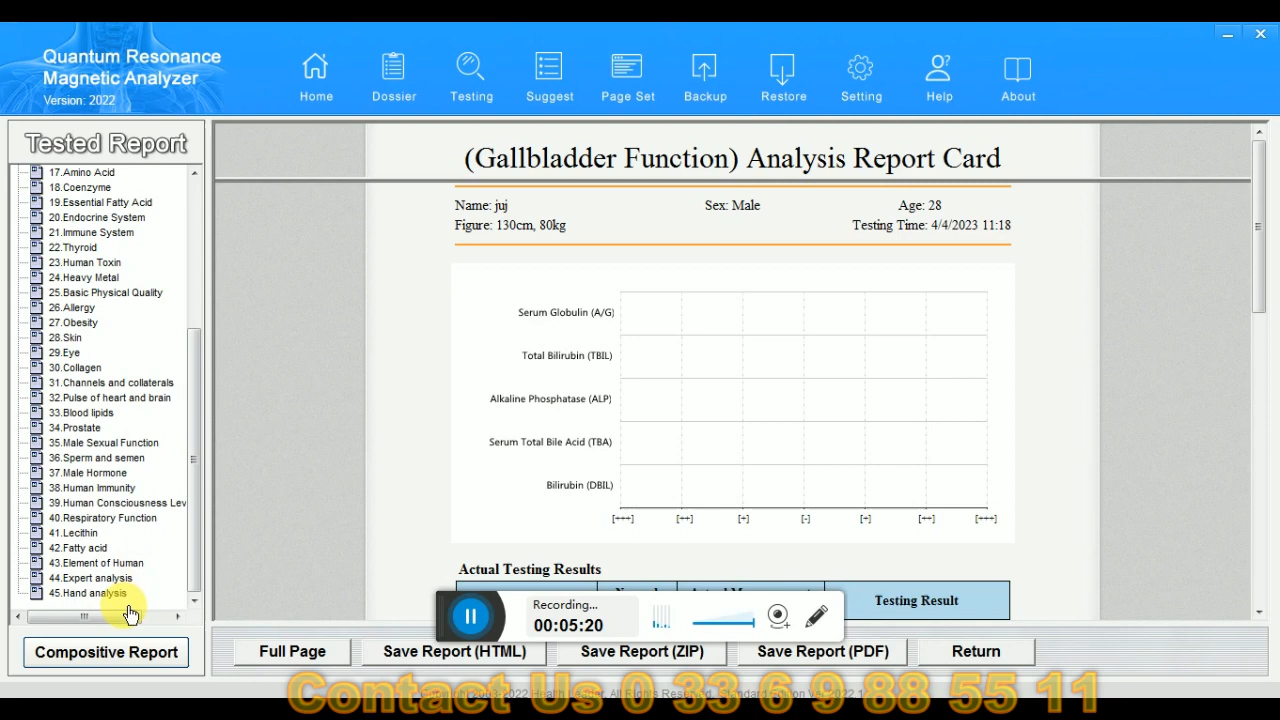 Quantum Resonance
Magnetic Analyzer
Version: 2022
Home
Dossier
Testing
Suggest
Page Set
Backup
Restore
Setting
Help
About
Tested Report
17.Amino Acid
18.Coenzyme
19.Essential Fatty Acid
20.Endocrine System
21.Immune System
22.Thyroid
23.Human Toxin
24.Heavy Metal
25.Basic Physical Quality
26.Allergy
27.Obesity
28.Skin
29.Eye
30.Collagen
31.Channels and collaterals
32.Pulse of heart and brain
33.Blood lipids
34.Prostate
35.Male Sexual Function
36.Sperm and semen
37.Male Hormone
38.Human Immunity
39.Human Consciousness Lev
40.Respiratory Function
41.Lecithin
42.Fatty acid
43.Element of Human
44.Expert analysis
45.Hand analysis
Compositive Report
(Gallbladder Function) Analysis Report Card
Name: juj Sex: Male Age: 28
Figure: 130cm, 80kg Testing Time: 4/4/2023 11:18
Serum Globulin (A/G)
Total Bilirubin (TBIL)
Alkaline Phosphatase (ALP)
Serum Total Bile Acid (TBA)
Bilirubin (DBIL)
[+++] [++] [+] [-] [+] [++] [+++]
Actual Testing Results
Testing Result
Recording...
00:05:20
Full Page
Save Report (HTML)
Save Report (ZIP)
Save Report (PDF)
Return
Contact Us 0 33 6 9 88 55 11